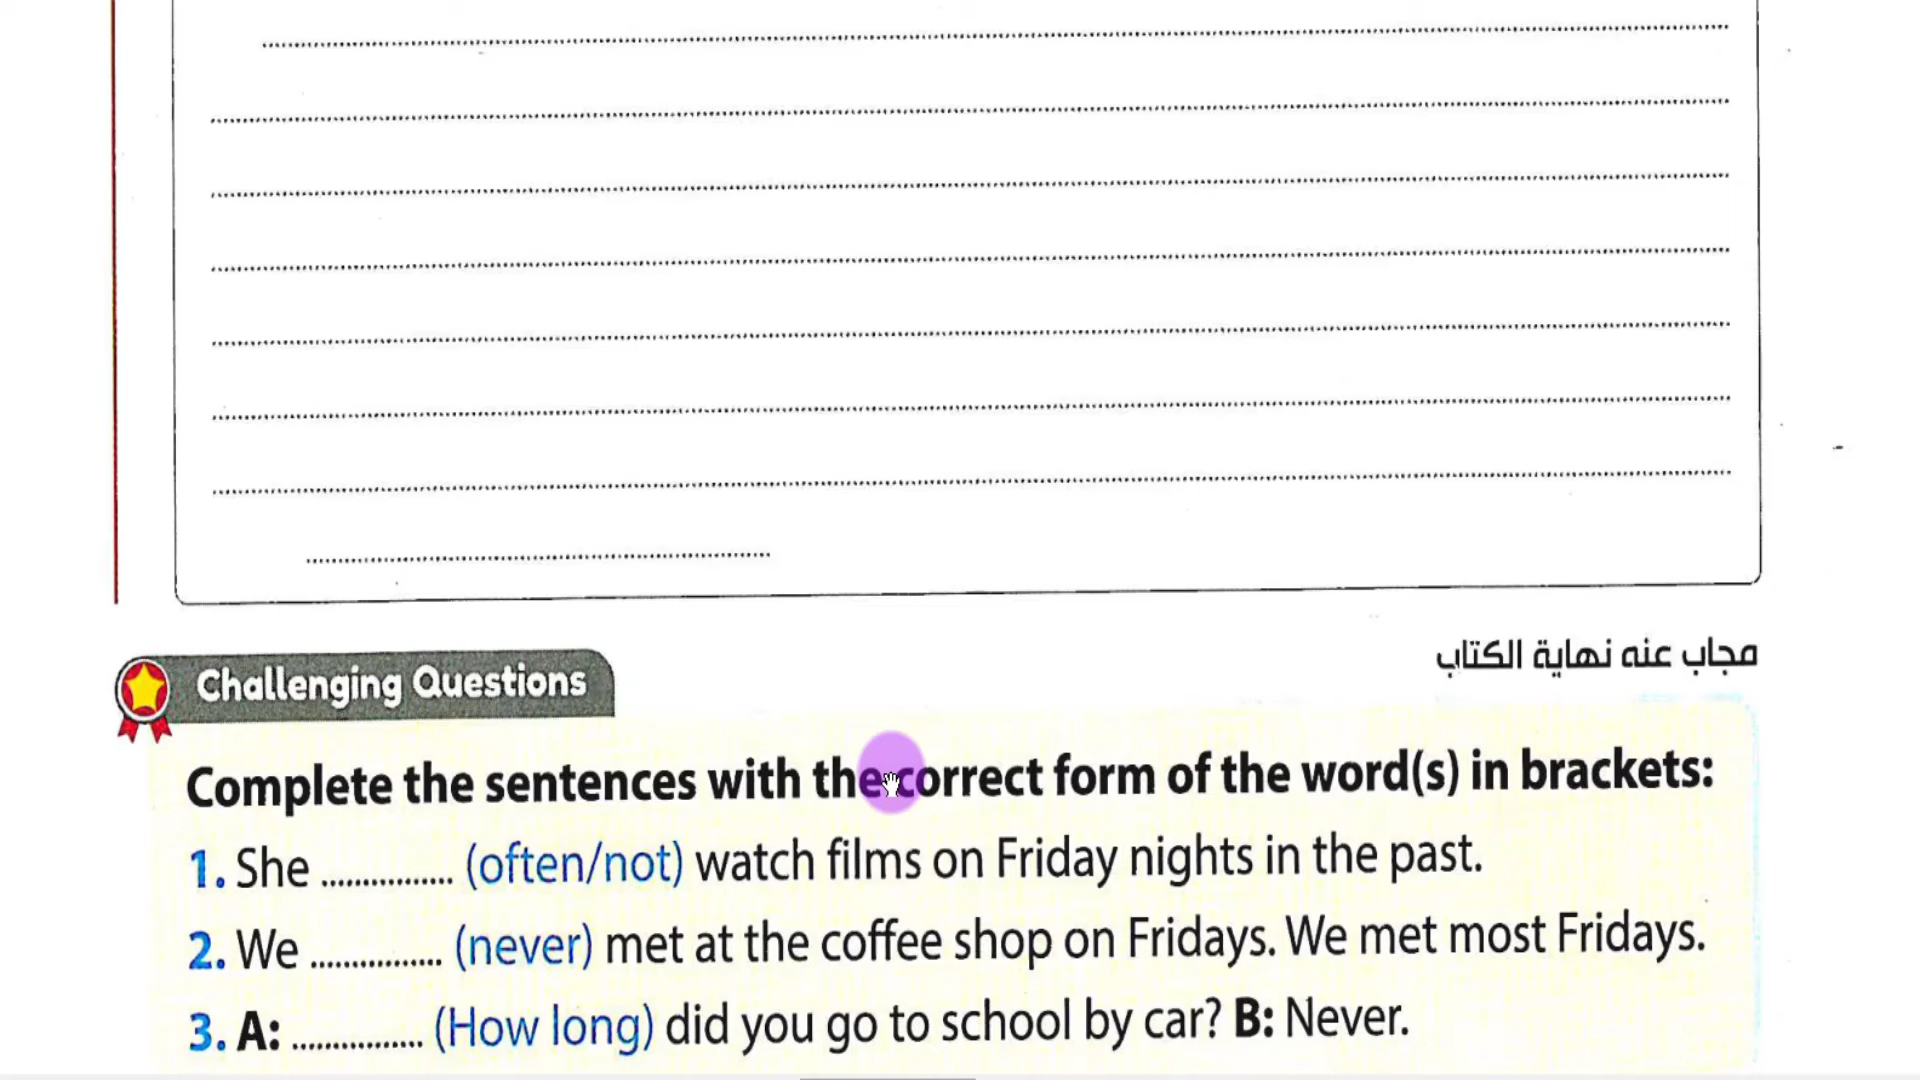 مجاب عنه نهاية الكتاب
Challenging Questions
Complete the sentences with the correct form of the word(s) in brackets:
1. She ............... (often/not) watch films on Friday nights in the past.
2. We ............... (never) met at the coffee shop on Fridays. We met most Fridays.
3. A: ............... (How long) did you go to school by car? B: Never.